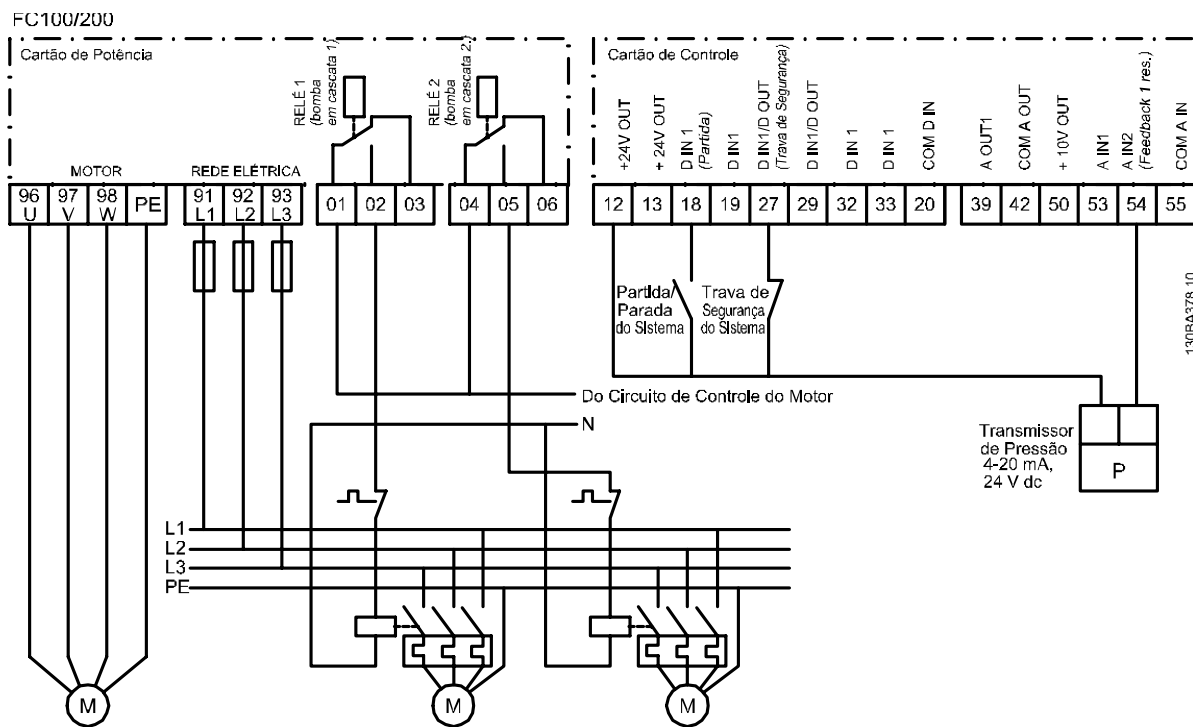 FC100/200
Cartão de Potência
RELÉ 1
(bomba
em cascata 1)
RELÉ 2
(bomba
em cascata 2.)
MOTOR
REDE ELÉTRICA
96
U
97
V
98
W
PE
91
L1
92
L2
93
L3
01
02
03
04
05
06
Cartão de Controle
+24V OUT
+ 24V OUT
D IN 1
(Partida)
D IN1
D IN1/D OUT
(Trava de Segurança)
D IN1/D OUT
D IN 1
D IN 1
COM D IN
A OUT1
COM A OUT
+ 10V OUT
A IN1
A IN2
(Feedback 1 res.)
COM A IN
12
13
18
19
27
29
32
33
20
39
42
50
53
54
55
Partida/
Parada
do Sistema
Trava de
Segurança
do Sistema
130BA378.10
Do Circuito de Controle do Motor
N
Transmissor
de Pressão
4-20 mA,
24 V dc
P
L1
L2
L3
PE
M
M
M